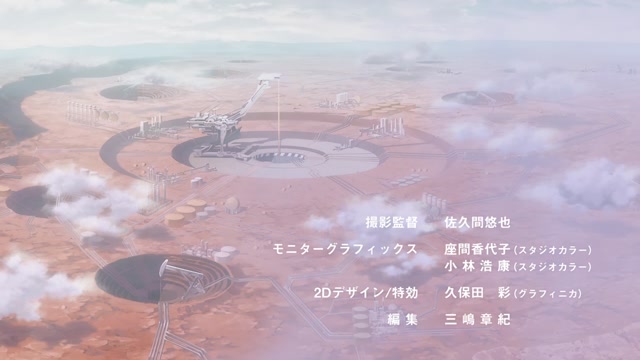 撮影監督 佐久間悠也
モニターグラフィックス 座間香代子(スタジオカラー)
小林浩康(スタジオカラー)
2Dデザイン/特効 久保田 彩(グラフィニカ)
編集 三嶋章紀